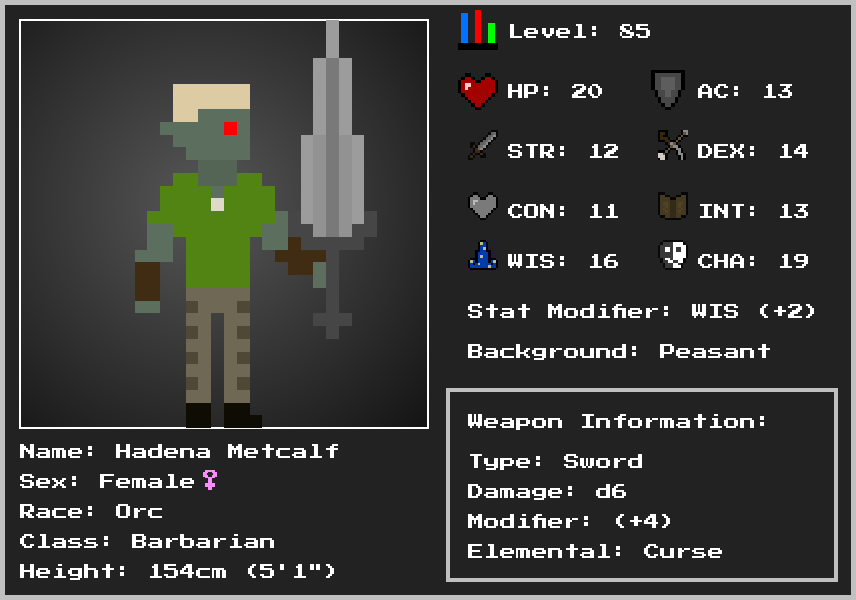 Level: 85
HP: 20 AC: 13
STR: 12 DEX: 14
CON: 11 INT: 13
WIS: 16 CHA: 19
Stat Modifier: WIS (+2)
Background: Peasant
Weapon Information:
Type: Sword
Damage: d6
Modifier: (+4)
Elemental: Curse
Name: Hadena Metcalf
Sex: Female♀
Race: Orc
Class: Barbarian
Height: 154cm (5'1")